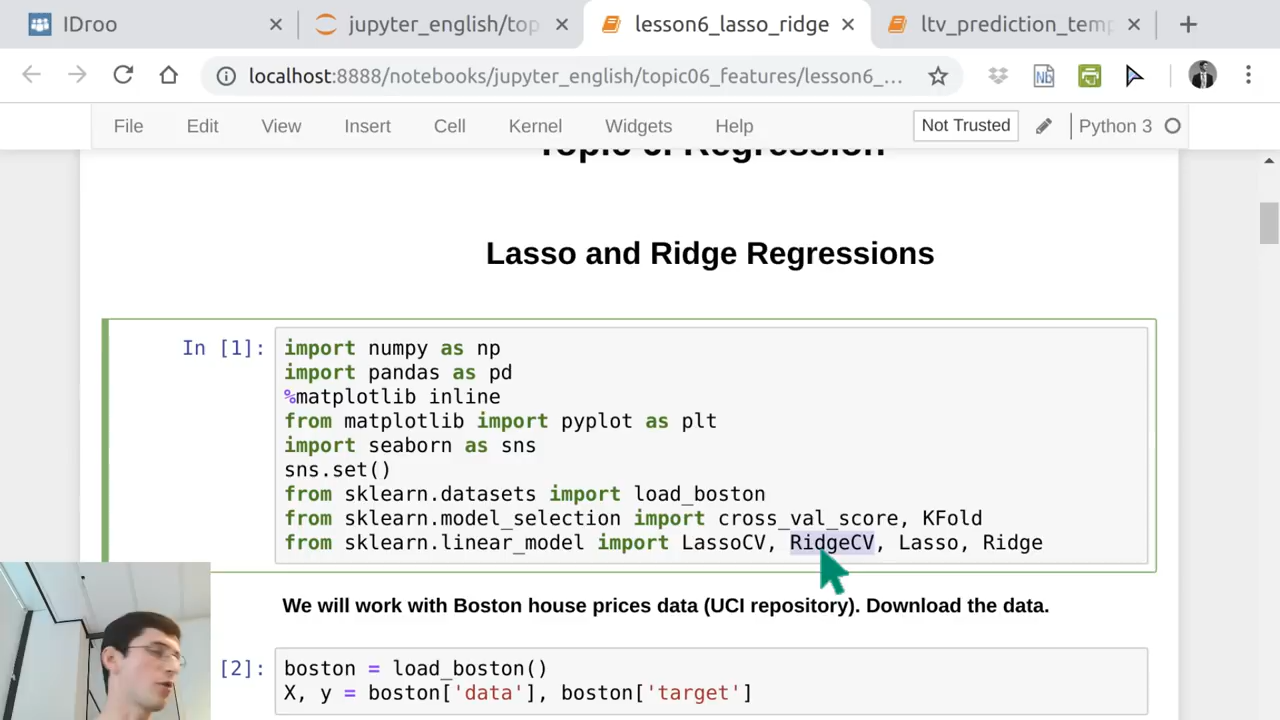 IDroo
jupyter_english/top
lesson6_lasso_ridge
ltv_prediction_temp
localhost:8888/notebooks/jupyter_english/topic06_features/lesson6_...
Nb
File Edit View Insert Cell Kernel Widgets Help
Not Trusted
Python 3
Regression
Lasso and Ridge Regressions
In [1]:
import numpy as np
import pandas as pd
%matplotlib inline
from matplotlib import pyplot as plt
import seaborn as sns
sns.set()
from sklearn.datasets import load_boston
from sklearn.model_selection import cross_val_score, KFold
from sklearn.linear_model import LassoCV, RidgeCV, Lasso, Ridge
We will work with Boston house prices data (UCI repository). Download the data.
[2]:
boston = load_boston()
X, y = boston['data'], boston['target']